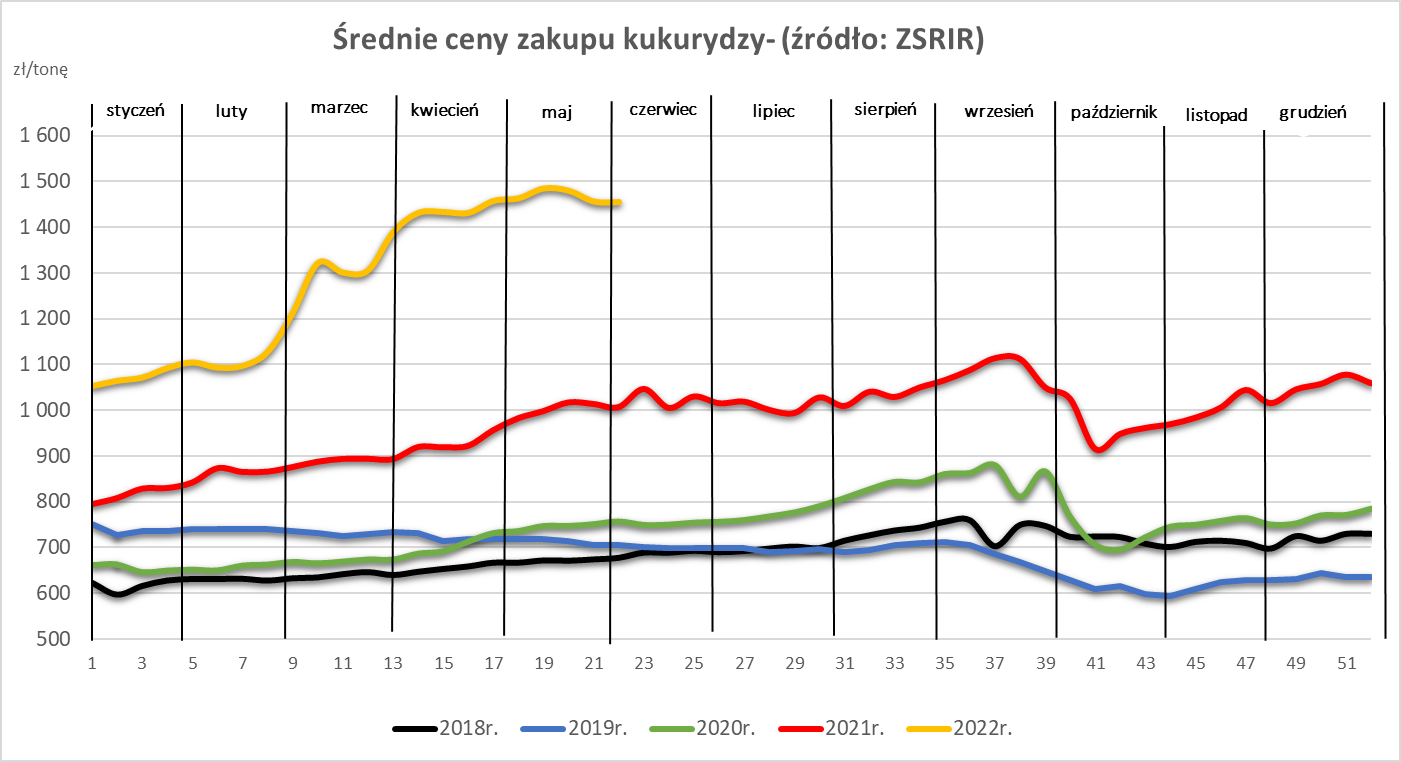 Średnie ceny zakupu kukurydzy- (źródło: ZSRIR)
zł/tonę
styczeń luty marzec kwiecień maj czerwiec lipiec sierpień wrzesień październik listopad grudzień
1 600
1 500
1 400
1 300
1 200
1 100
1 000
900
800
700
600
500
1 3 5 7 9 11 13 15 17 19 21 23 25 27 29 31 33 35 37 39 41 43 45 47 49 51
2018r. 2019r. 2020r. 2021r. 2022r.